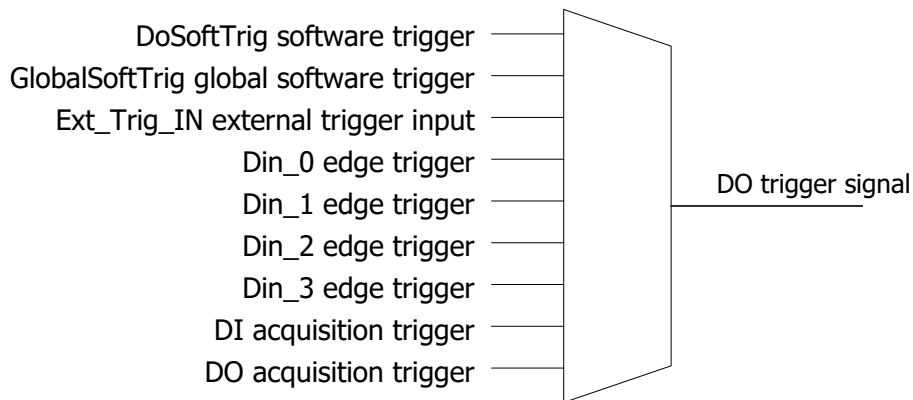 DoSoftTrig software trigger
GlobalSoftTrig global software trigger
Ext_Trig_IN external trigger input
Din_0 edge trigger
Din_1 edge trigger
Din_2 edge trigger
Din_3 edge trigger
DI acquisition trigger
DO acquisition trigger
DO trigger signal